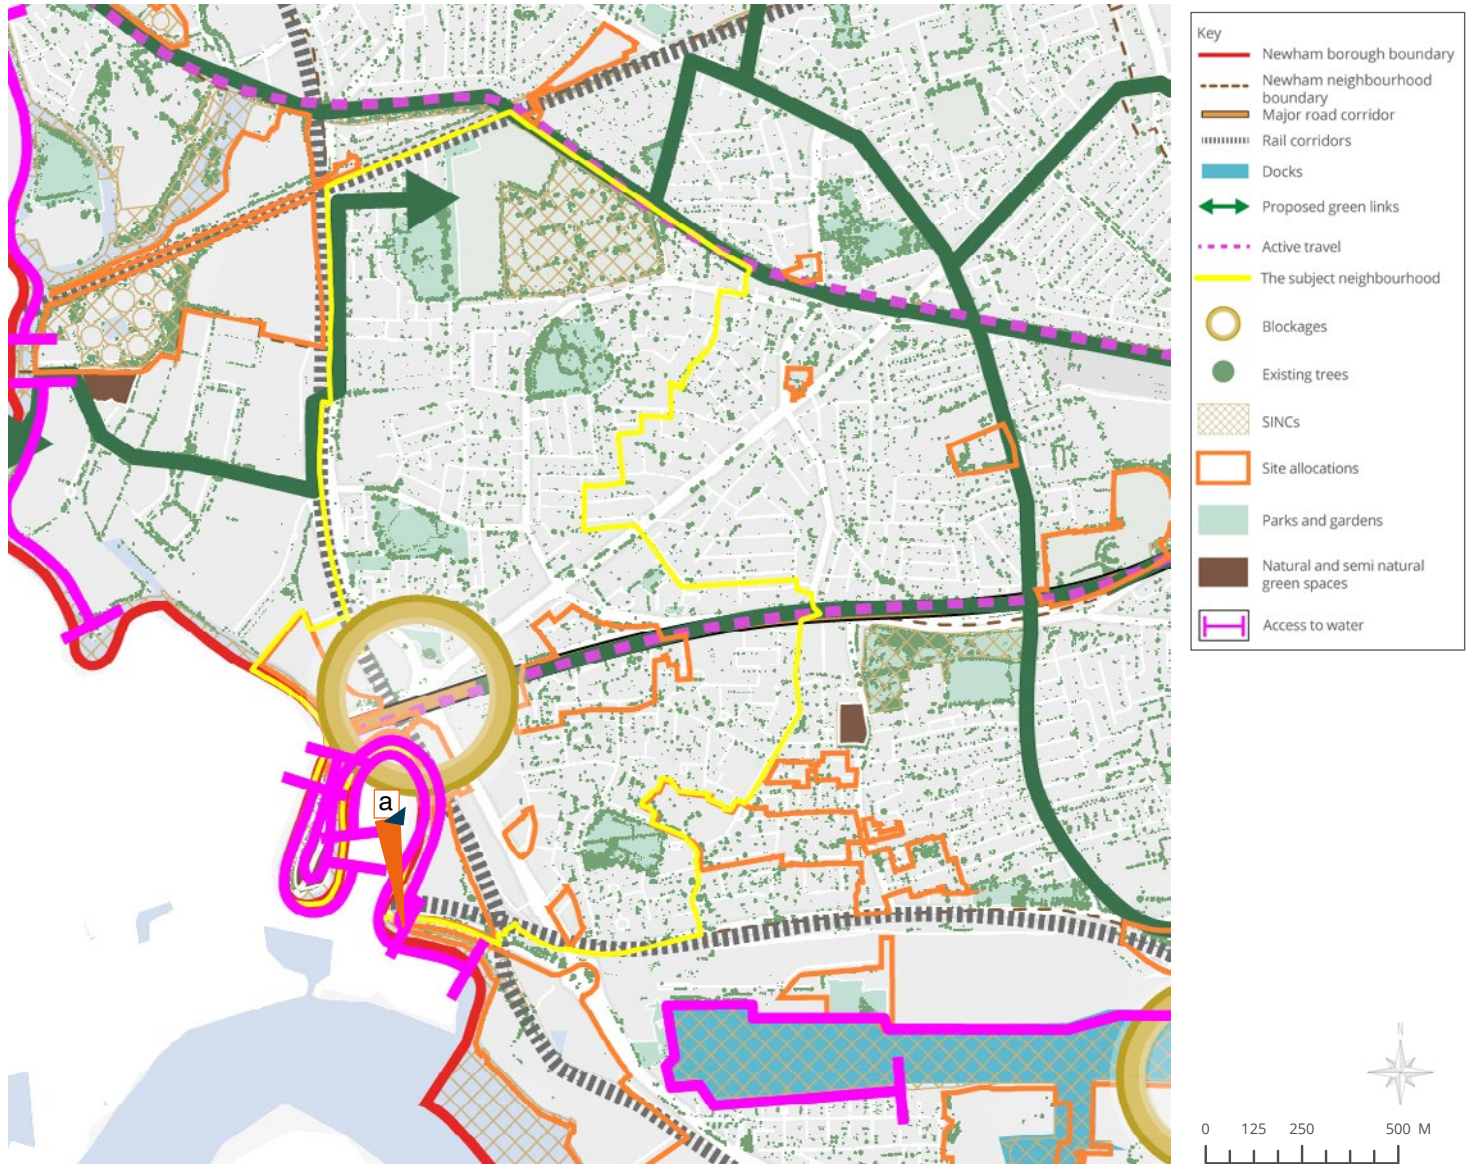 a
Key
Newham borough boundary
Newham neighbourhood
boundary
Major road corridor
Rail corridors
Docks
Proposed green links
Active travel
The subject neighbourhood
Blockages
Existing trees
SINCs
Site allocations
Parks and gardens
Natural and semi natural
green spaces
Access to water
N
0 125 250 500 M